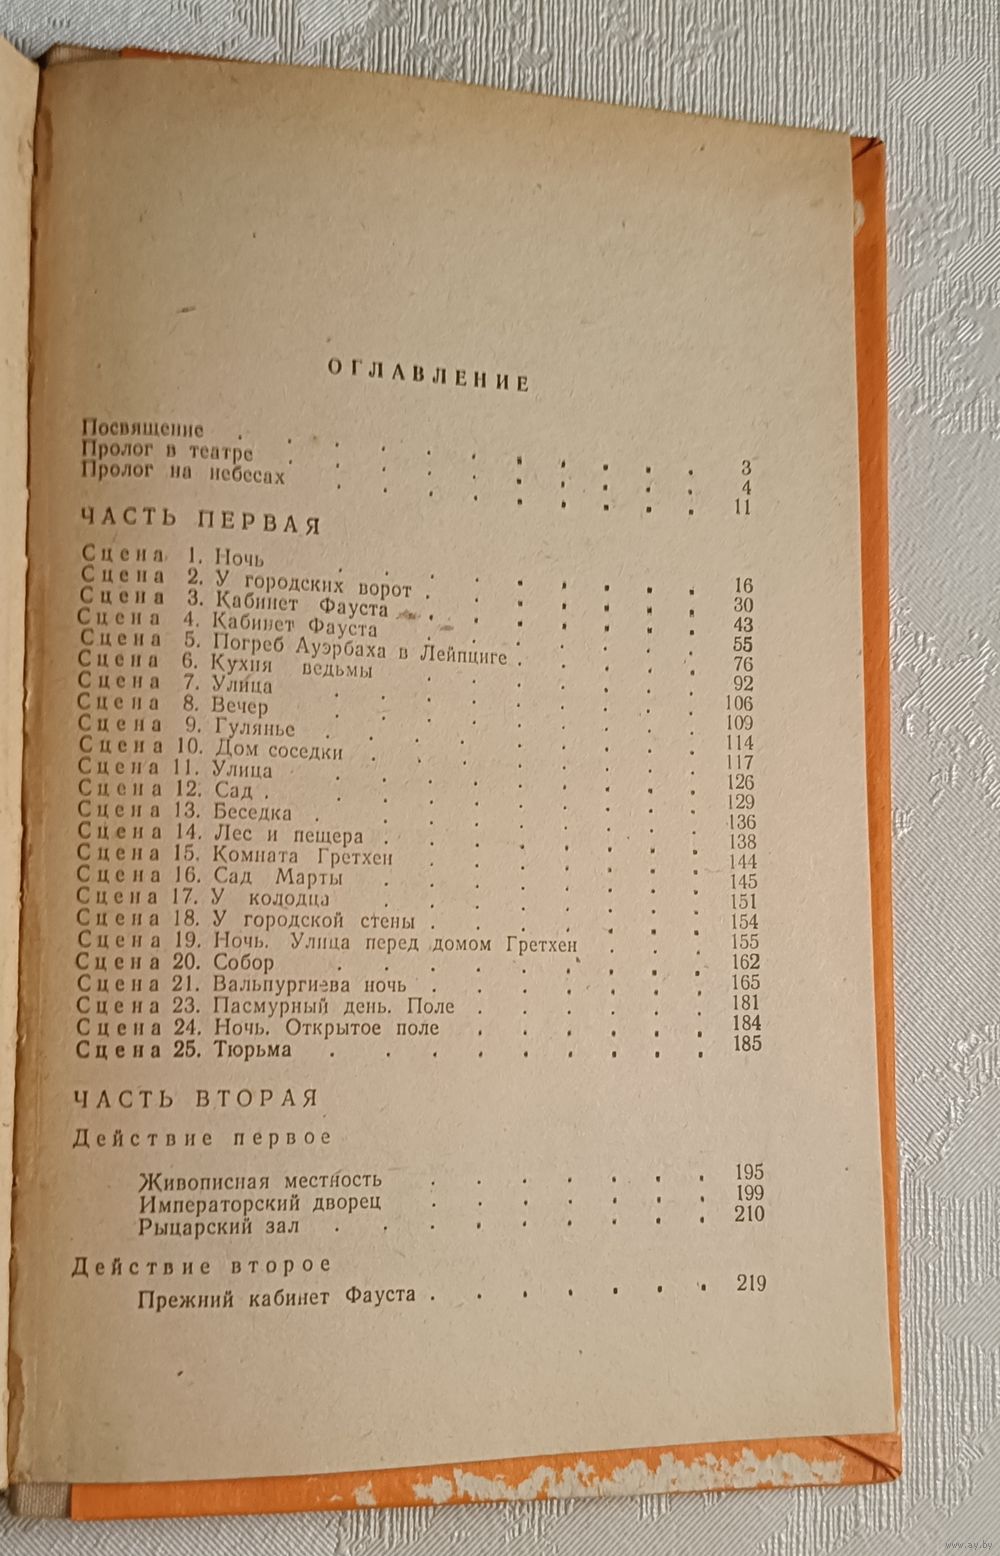 ОГЛАВЛЕНИЕ
Посвящение . . . . . . . . . . . 3
Пролог в театре . . . . . . . . . . 4
Пролог на небесах . . . . . . . . . 11
ЧАСТЬ ПЕРВАЯ
Сцена 1. Ночь . . . . . . . . . 16
Сцена 2. У городских ворот . . . . . . . 30
Сцена 3. Кабинет Фауста . . . . . . . 43
Сцена 4. Кабинет Фауста . . . . . . . 55
Сцена 5. Погреб Ауэрбаха в Лейпциге . . . . . 76
Сцена 6. Кухня ведьмы . . . . . . . 92
Сцена 7. Улица . . . . . . . . . 106
Сцена 8. Вечер . . . . . . . . . 109
Сцена 9. Гулянье . . . . . . . . . 114
Сцена 10. Дом соседки . . . . . . . . 117
Сцена 11. Улица . . . . . . . . . 126
Сцена 12. Сад . . . . . . . . . . 129
Сцена 13. Беседка . . . . . . . . . 136
Сцена 14. Лес и пещера . . . . . . . . 138
Сцена 15. Комната Гретхен . . . . . . . 144
Сцена 16. Сад Марты . . . . . . . . 145
Сцена 17. У колодца . . . . . . . . 151
Сцена 18. У городской стены . . . . . . . 154
Сцена 19. Ночь. Улица перед домом Гретхен . . . 155
Сцена 20. Собор . . . . . . . . . 162
Сцена 21. Вальпургиева ночь . . . . . . . 165
Сцена 23. Пасмурный день. Поле . . . . . . 181
Сцена 24. Ночь. Открытое поле . . . . . . 184
Сцена 25. Тюрьма . . . . . . . . . 185
ЧАСТЬ ВТОРАЯ
Действие первое
Живописная местность . . . . . . . 195
Императорский дворец . . . . . . . 199
Рыцарский зал . . . . . . . . . 210
Действие второе
Прежний кабинет Фауста . . . . . . . 219
www.ay.by